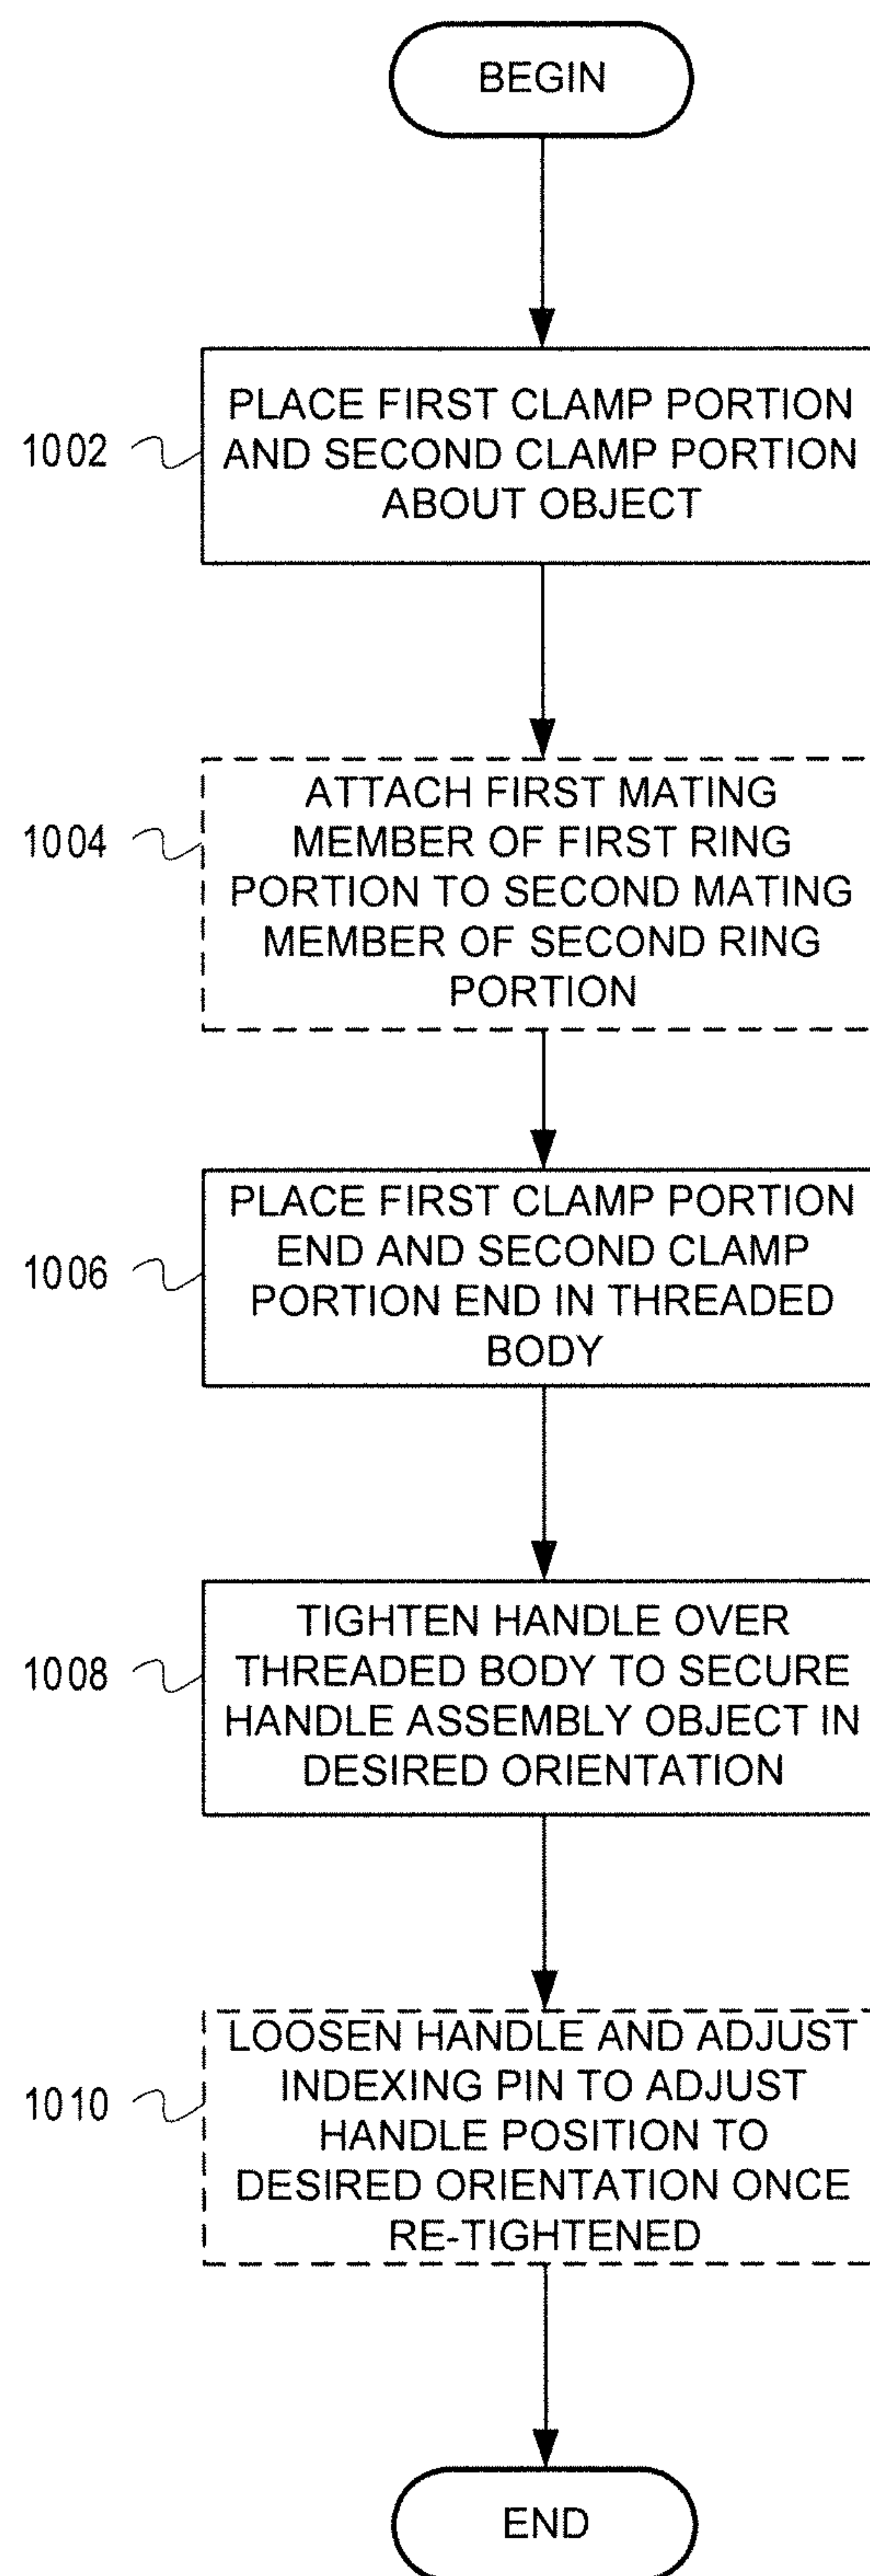 BEGIN
1002
PLACE FIRST CLAMP PORTION
AND SECOND CLAMP PORTION
ABOUT OBJECT
1004
ATTACH FIRST MATING
MEMBER OF FIRST RING
PORTION TO SECOND MATING
MEMBER OF SECOND RING
PORTION
1006
PLACE FIRST CLAMP PORTION
END AND SECOND CLAMP
PORTION END IN THREADED
BODY
1008
TIGHTEN HANDLE OVER
THREADED BODY TO SECURE
HANDLE ASSEMBLY OBJECT IN
DESIRED ORIENTATION
1010
LOOSEN HANDLE AND ADJUST
INDEXING PIN TO ADJUST
HANDLE POSITION TO
DESIRED ORIENTATION ONCE
RE-TIGHTENED
END